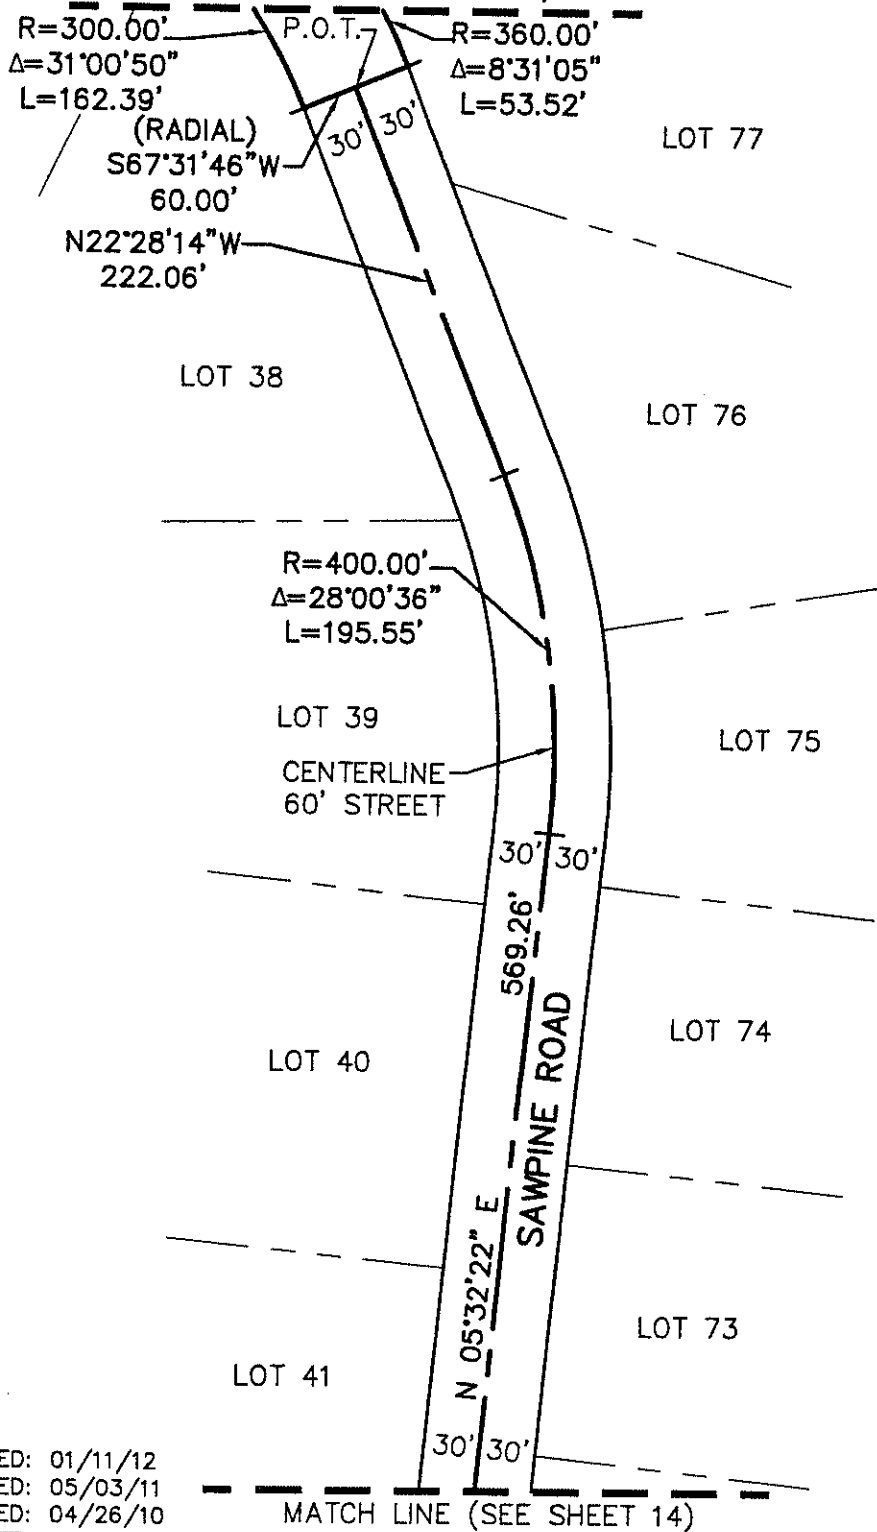 R=300.00'
Δ=31°00'50"
L=162.39'
P.O.T.
R=360.00'
Δ=8°31'05"
L=53.52'
(RADIAL)
S67°31'46"W
60.00'
30' 30'
LOT 77
N22°28'14"W
222.06'
LOT 38
LOT 76
R=400.00'
Δ=28°00'36"
L=195.55'
LOT 39
LOT 75
CENTERLINE
60' STREET
30' 30'
569.26'
LOT 74
LOT 40
SAWPINE ROAD
N 05°32'22" E
LOT 73
LOT 41
30' 30'
ED: 01/11/12
ED: 05/03/11
ED: 04/26/10
MATCH LINE (SEE SHEET 14)